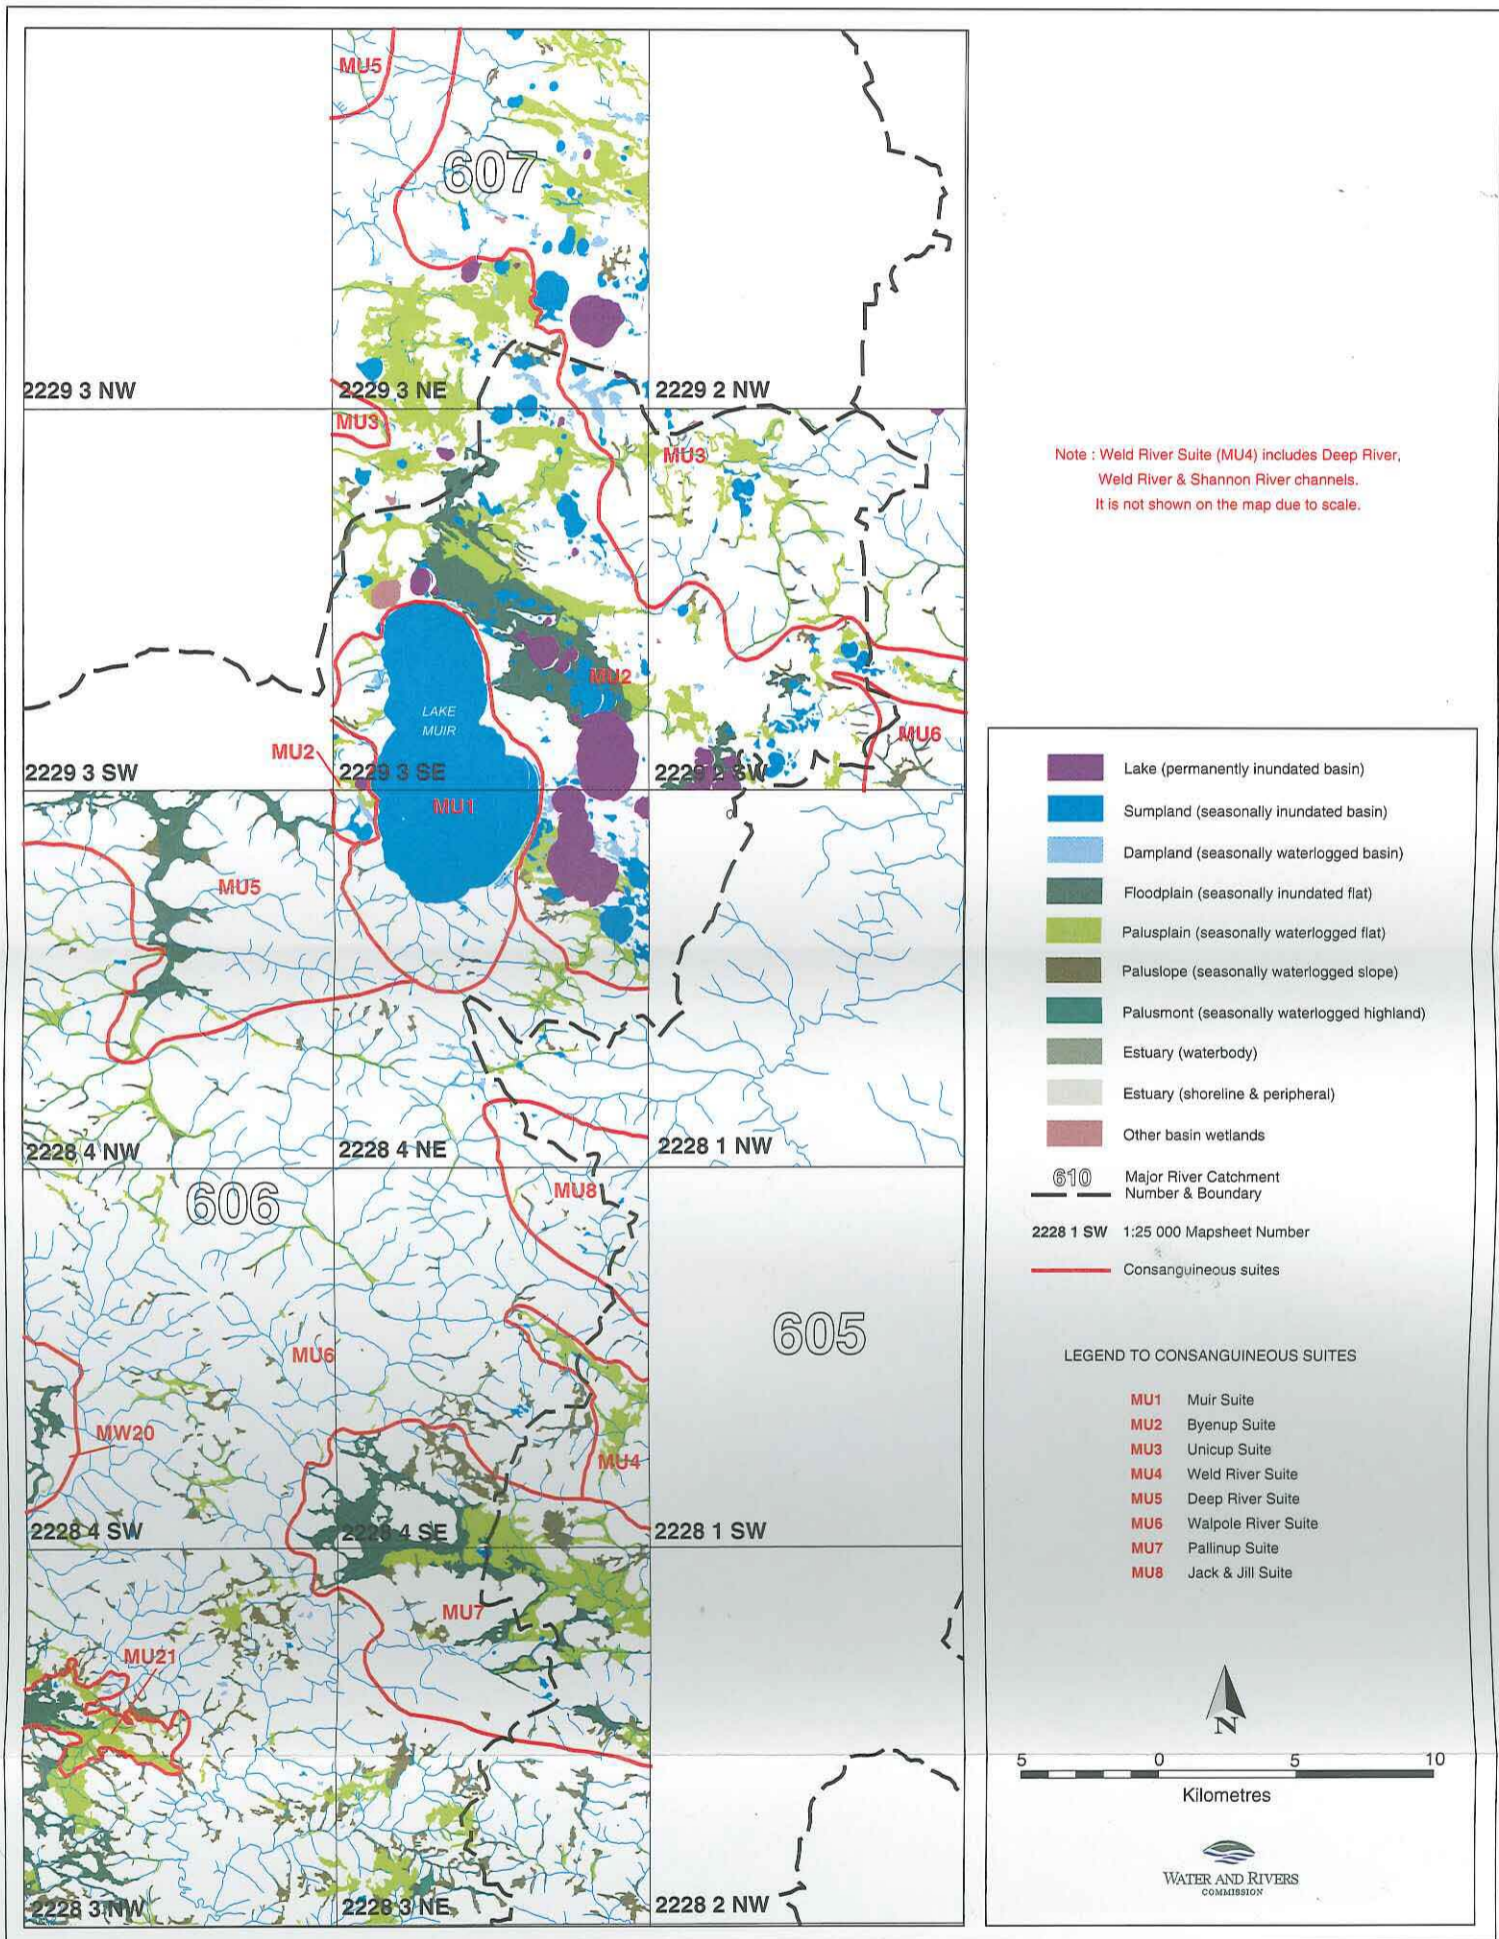 MU5
607
2229 3 NW
2229 3 NE
2229 2 NW
MU3
MU3
Note : Weld River Suite (MU4) includes Deep River,
Weld River & Shannon River channels.
It is not shown on the map due to scale.
MU2
LAKE
MUIR
MU6
MU2
2229 3 SW
2229 3 SE
2229 2 SW
MU1
MU5
2228 4 NW
2228 4 NE
2228 1 NW
606
MU8
605
MU6
MW20
MU4
2228 4 SW
2228 4 SE
2228 1 SW
MU7
MU21
2228 3 NW
2228 3 NE
2228 2 NW
Lake (permanently inundated basin)
Sumpland (seasonally inundated basin)
Dampland (seasonally waterlogged basin)
Floodplain (seasonally inundated flat)
Palusplain (seasonally waterlogged flat)
Paluslope (seasonally waterlogged slope)
Palusmont (seasonally waterlogged highland)
Estuary (waterbody)
Estuary (shoreline & peripheral)
Other basin wetlands
610 Major River Catchment
Number & Boundary
2228 1 SW 1:25 000 Mapsheet Number
Consanguineous suites
LEGEND TO CONSANGUINEOUS SUITES
MU1 Muir Suite
MU2 Byenup Suite
MU3 Unicup Suite
MU4 Weld River Suite
MU5 Deep River Suite
MU6 Walpole River Suite
MU7 Pallinup Suite
MU8 Jack & Jill Suite
N
5 0 5 10
Kilometres
WATER AND RIVERS
COMMISSION